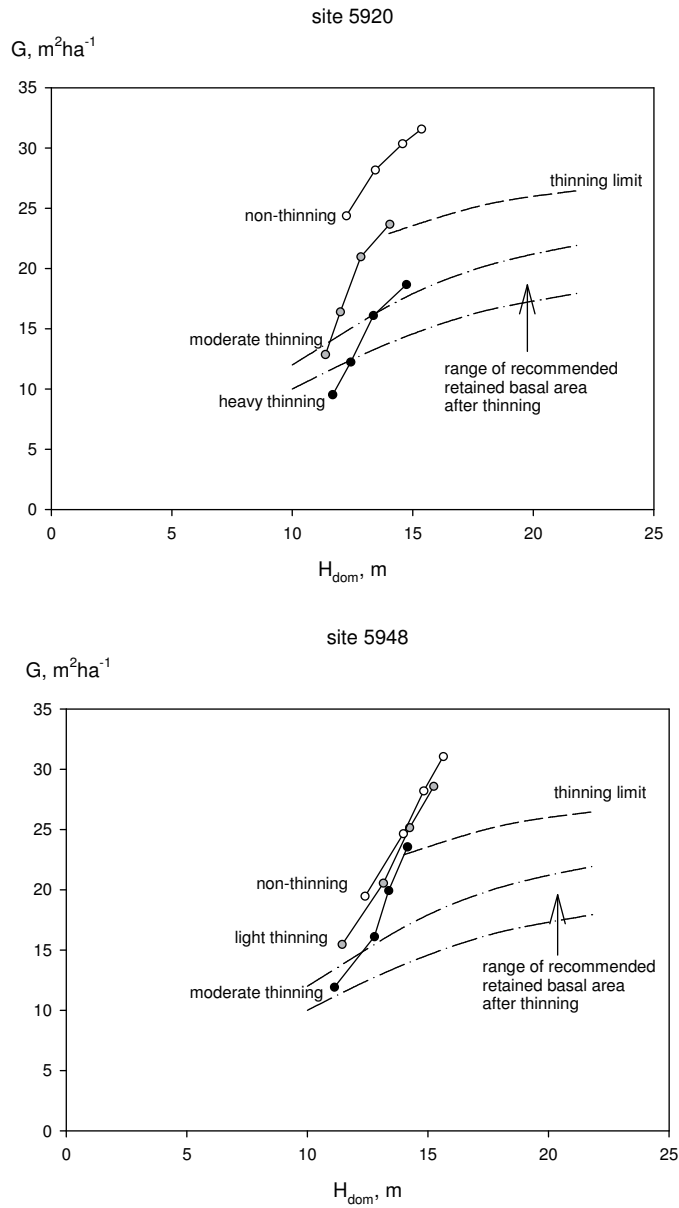 site 5920
G, m²ha⁻¹
35
30
25
20
15
10
5
0
thinning limit
non-thinning
moderate thinning
heavy thinning
range of recommended
retained basal area
after thinning
0 5 10 15 20 25
H_dom, m
site 5948
G, m²ha⁻¹
35
30
25
20
15
10
5
0
thinning limit
non-thinning
light thinning
moderate thinning
range of recommended
retained basal area
after thinning
0 5 10 15 20 25
H_dom, m